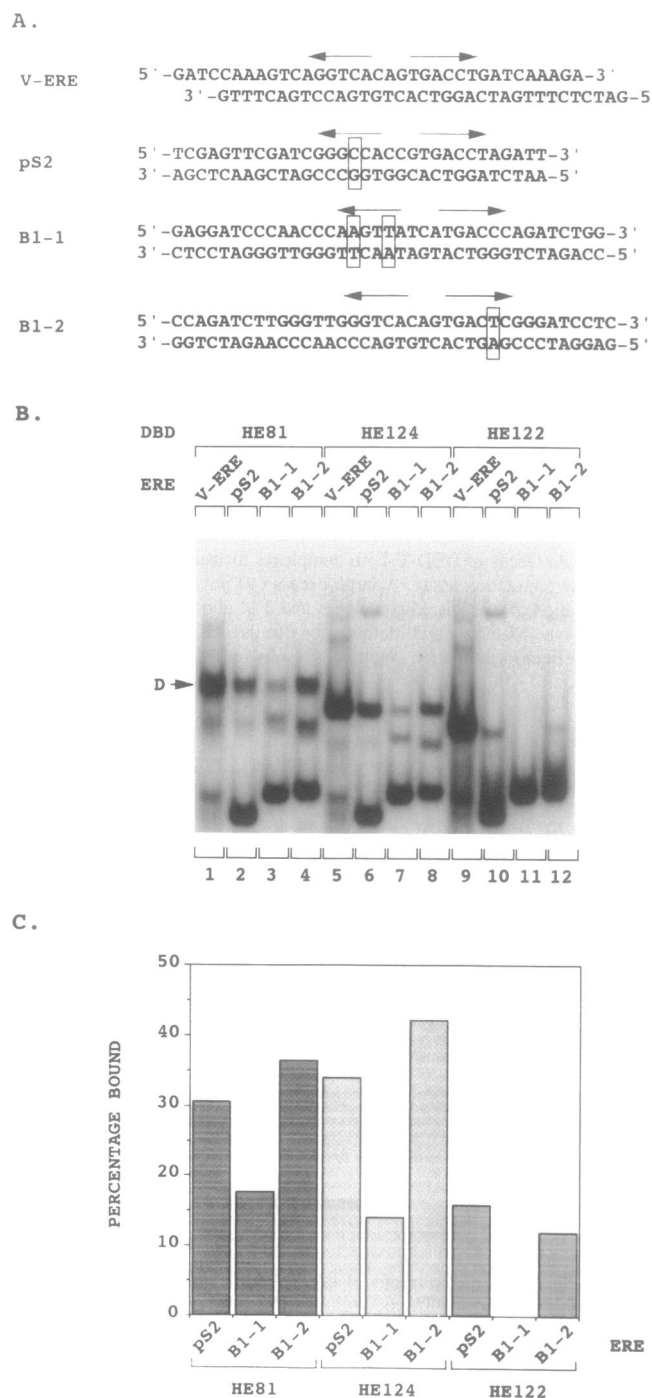 A.
V-ERE
5'-GATCCAAAGTCAGGTCACAGTGACCTGATCAAAGA-3'
3'-GTTTCAGTCCAGTGTCACTGGACTAGTTTCTCTAG-5
pS2
5'-TCGAGTTCGATCGGGCCACCGTGACCTAGATT-3'
3'-AGCTCAAGCTAGCCCGGTGGCACTGGATCTAA-5'
B1-1
5'-GAGGATCCCAACCCAAGTTATCATGACCCAGATCTGG-3'
3'-CTCCTAGGGTTGGGTTCAATAGTACTGGGTCTAGACC-5'
B1-2
5'-CCAGATCTTGGGTTGGGTCACAGTGACTCGGGATCCTC-3'
3'-GGTCTAGAACCCAACCCAGTGTCACTGAGCCCTAGGAG-5'
B.
DBD HE81 HE124 HE122
ERE V-ERE pS2 B1-1 B1-2 V-ERE pS2 B1-1 B1-2 V-ERE pS2 B1-1 B1-2
D
1 2 3 4 5 6 7 8 9 10 11 12
C.
PERCENTAGE BOUND
50
40
30
20
10
0
pS2 B1-1 B1-2 pS2 B1-1 B1-2 pS2 B1-1 B1-2 ERE
HE81 HE124 HE122